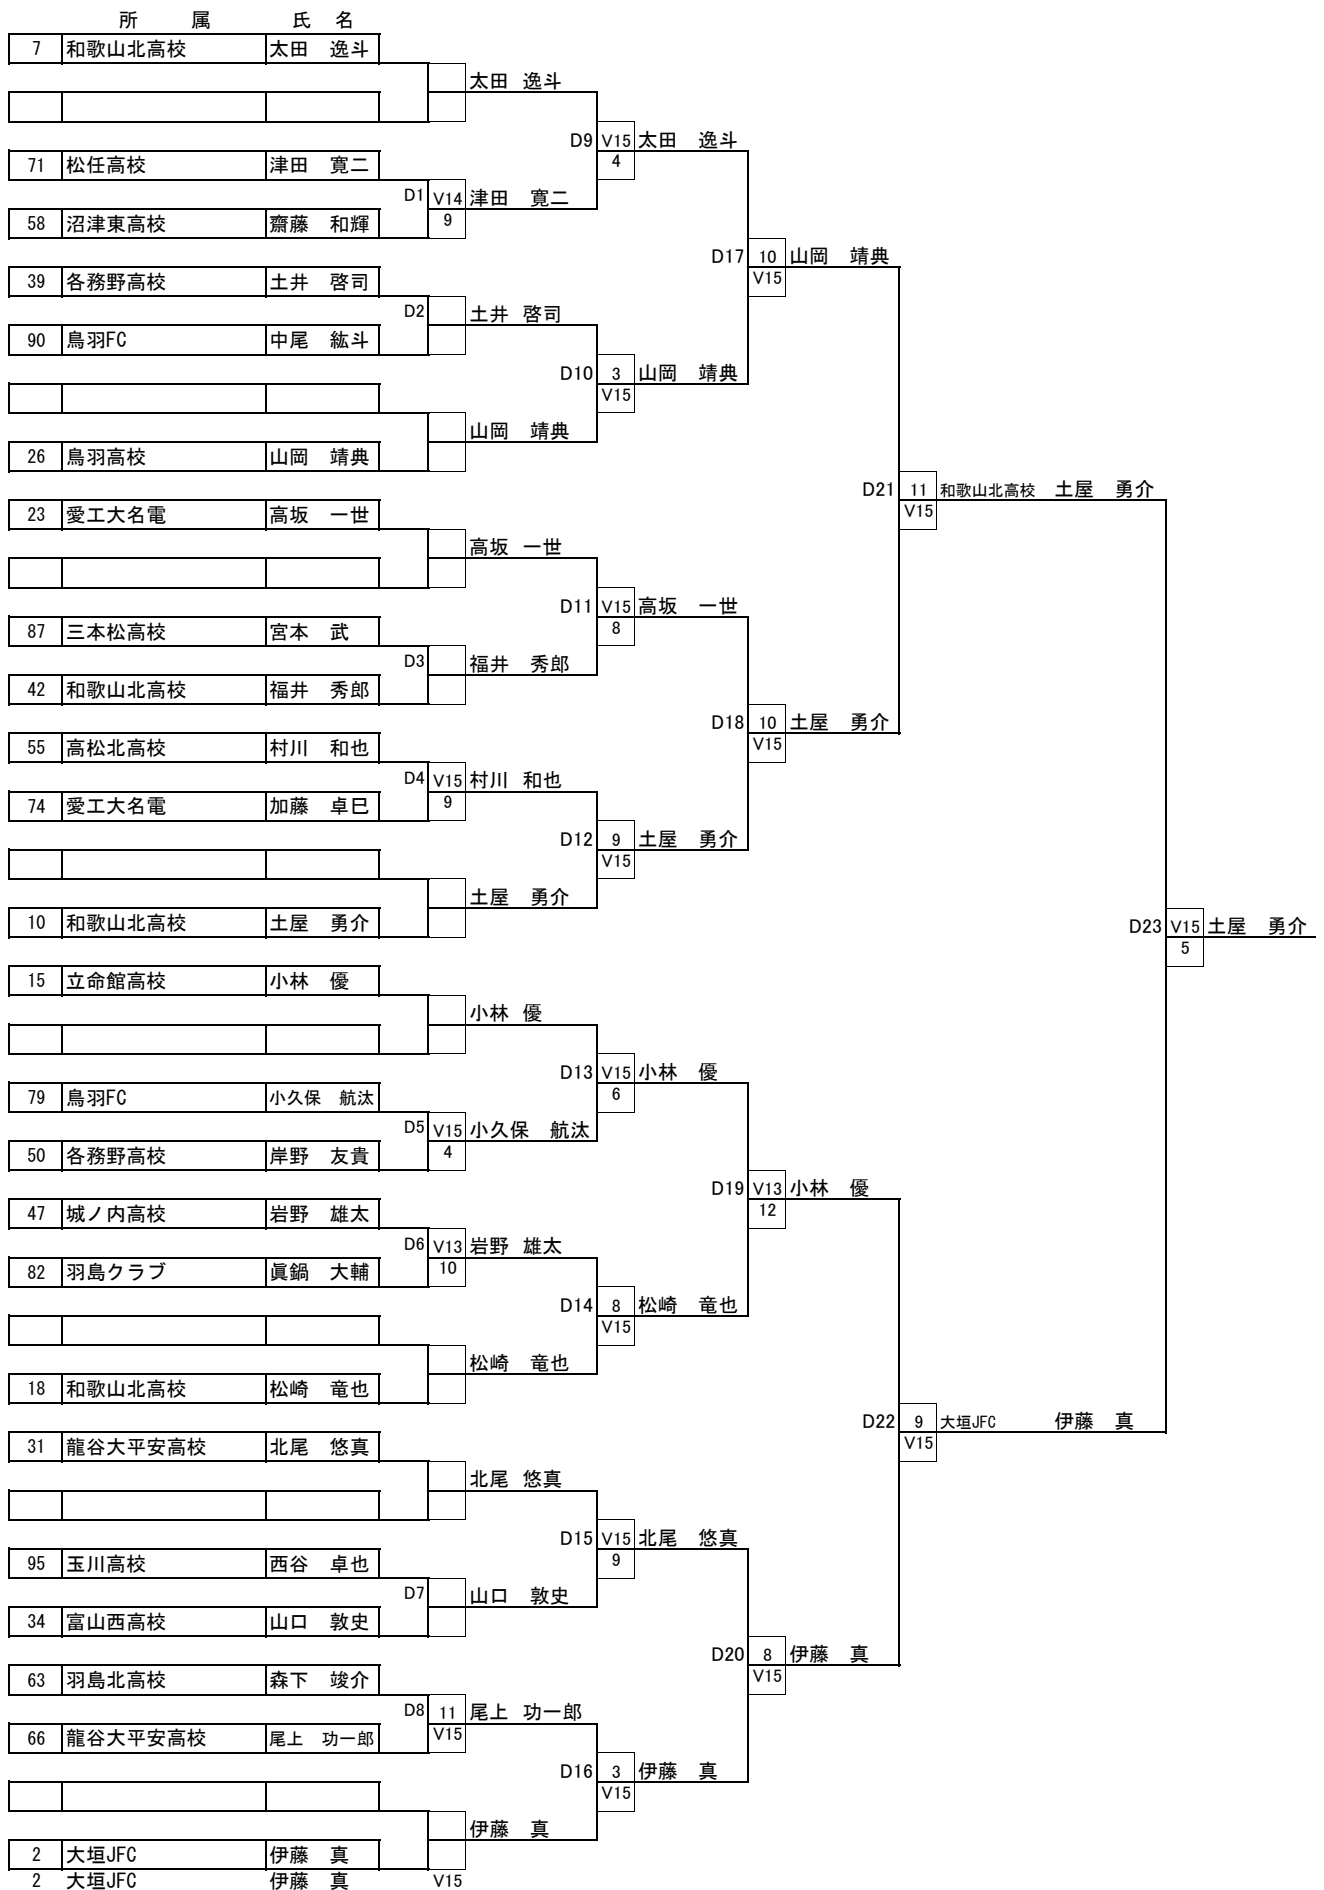 所　属　氏　名
7 和歌山北高校 太田　逸斗
太田 逸斗
D9 V15 太田　逸斗
4
71 松任高校 津田　寛二
D1 V14 津田　寛二
9
58 沼津東高校 齋藤　和輝
D17 10 山岡　靖典
V15
39 各務野高校 土井　啓司
D2 土井 啓司
90 鳥羽FC 中尾　紘斗
D10 3 山岡　靖典
V15
山岡　靖典
26 鳥羽高校 山岡　靖典
D21 11 和歌山北高校 土屋　勇介
V15
23 愛工大名電 高坂　一世
高坂 一世
D11 V15 高坂　一世
8
87 三本松高校 宮本　武
D3 福井　秀郎
42 和歌山北高校 福井　秀郎
D18 10 土屋　勇介
V15
55 高松北高校 村川　和也
D4 V15 村川 和也
9
74 愛工大名電 加藤　卓巳
D12 9 土屋　勇介
V15
土屋　勇介
10 和歌山北高校 土屋　勇介
D23 V15 土屋　勇介
5
15 立命館高校 小林　優
小林 優
D13 V15 小林　優
6
79 鳥羽FC 小久保　航汰
D5 V15 小久保　航汰
4
50 各務野高校 岸野　友貴
D19 V13 小林　優
12
47 城ノ内高校 岩野　雄太
D6 V13 岩野 雄太
10
82 羽島クラブ 眞鍋　大輔
D14 8 松崎　竜也
V15
松崎　竜也
18 和歌山北高校 松崎　竜也
D22 9 大垣JFC 伊藤　真
V15
31 龍谷大平安高校 北尾　悠真
北尾 悠真
D15 V15 北尾　悠真
9
95 玉川高校 西谷　卓也
D7 山口　敦史
34 富山西高校 山口　敦史
D20 8 伊藤　真
V15
63 羽島北高校 森下　竣介
D8 11 尾上 功一郎
V15
66 龍谷大平安高校 尾上　功一郎
D16 3 伊藤　真
V15
伊藤　真
2 大垣JFC 伊藤　真
2 大垣JFC 伊藤　真 V15